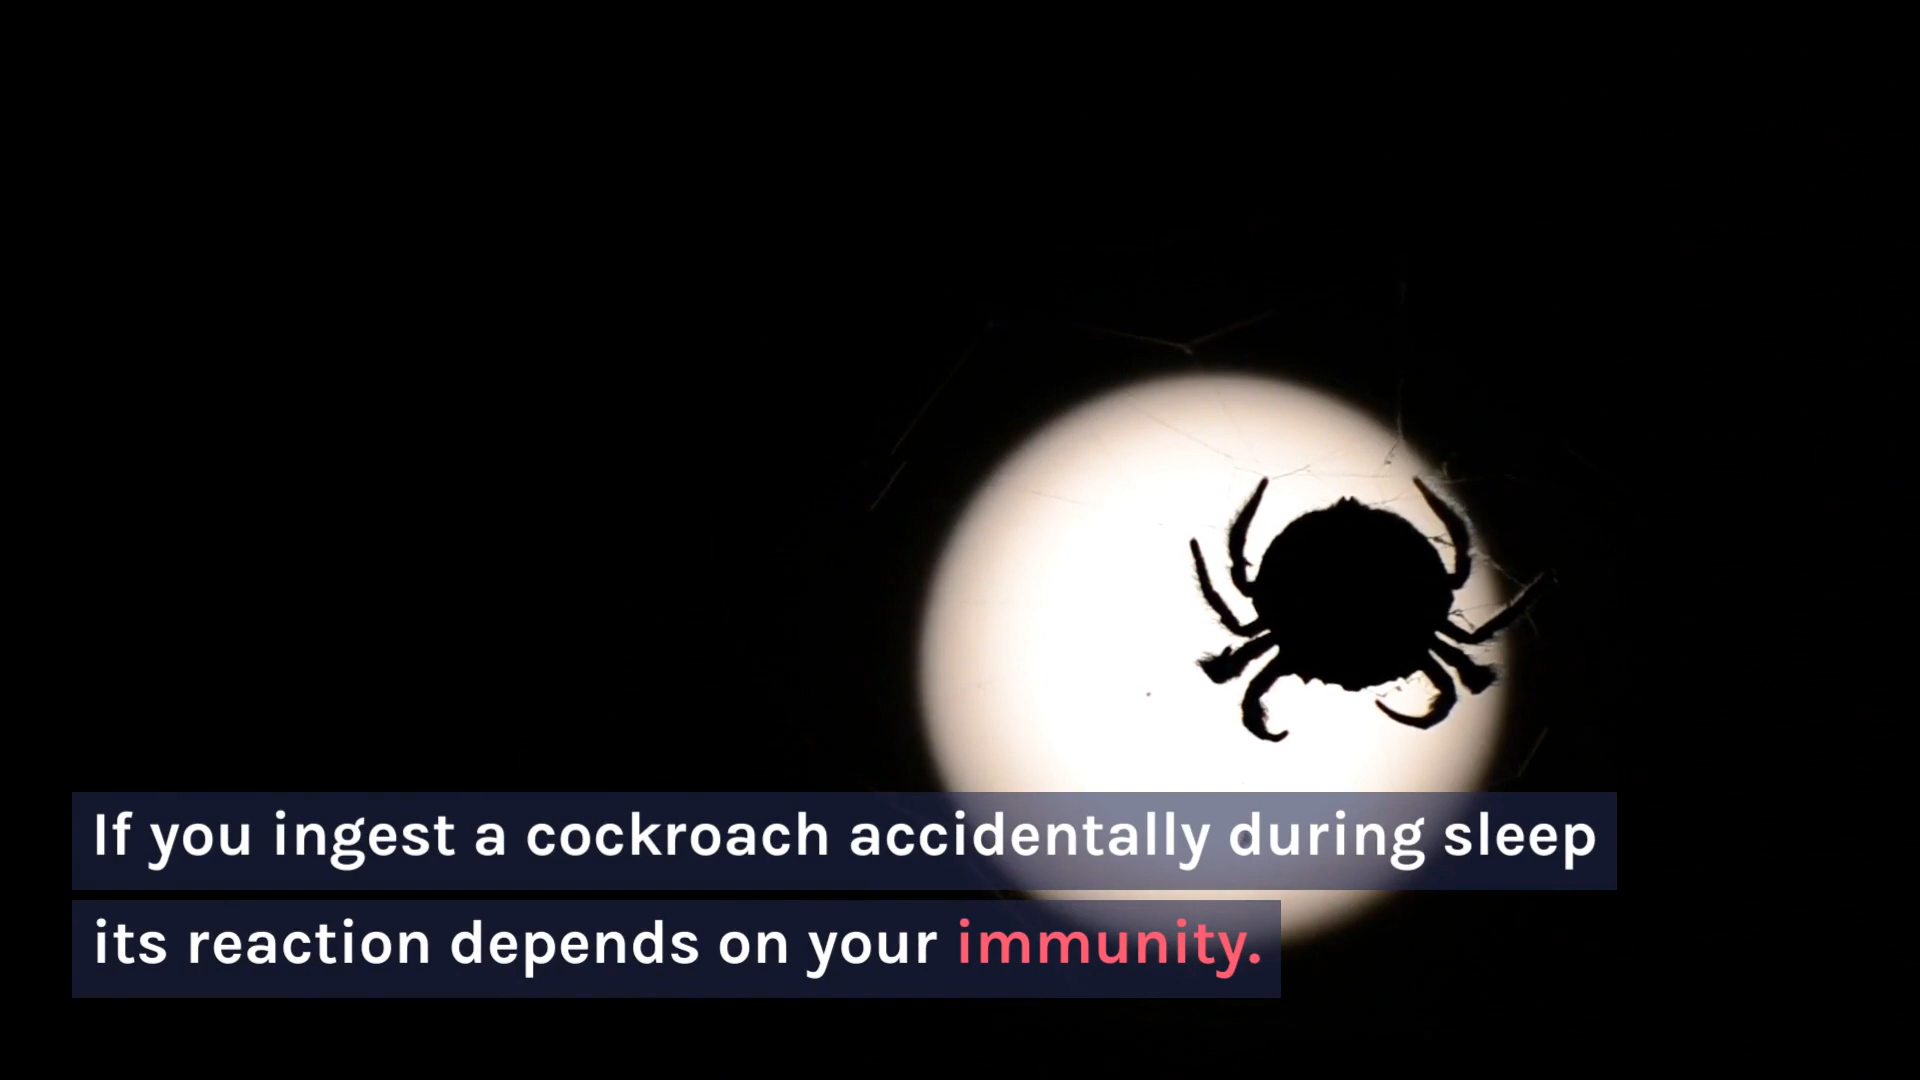 If you ingest a cockroach accidentally during sleep
its reaction depends on your immunity.